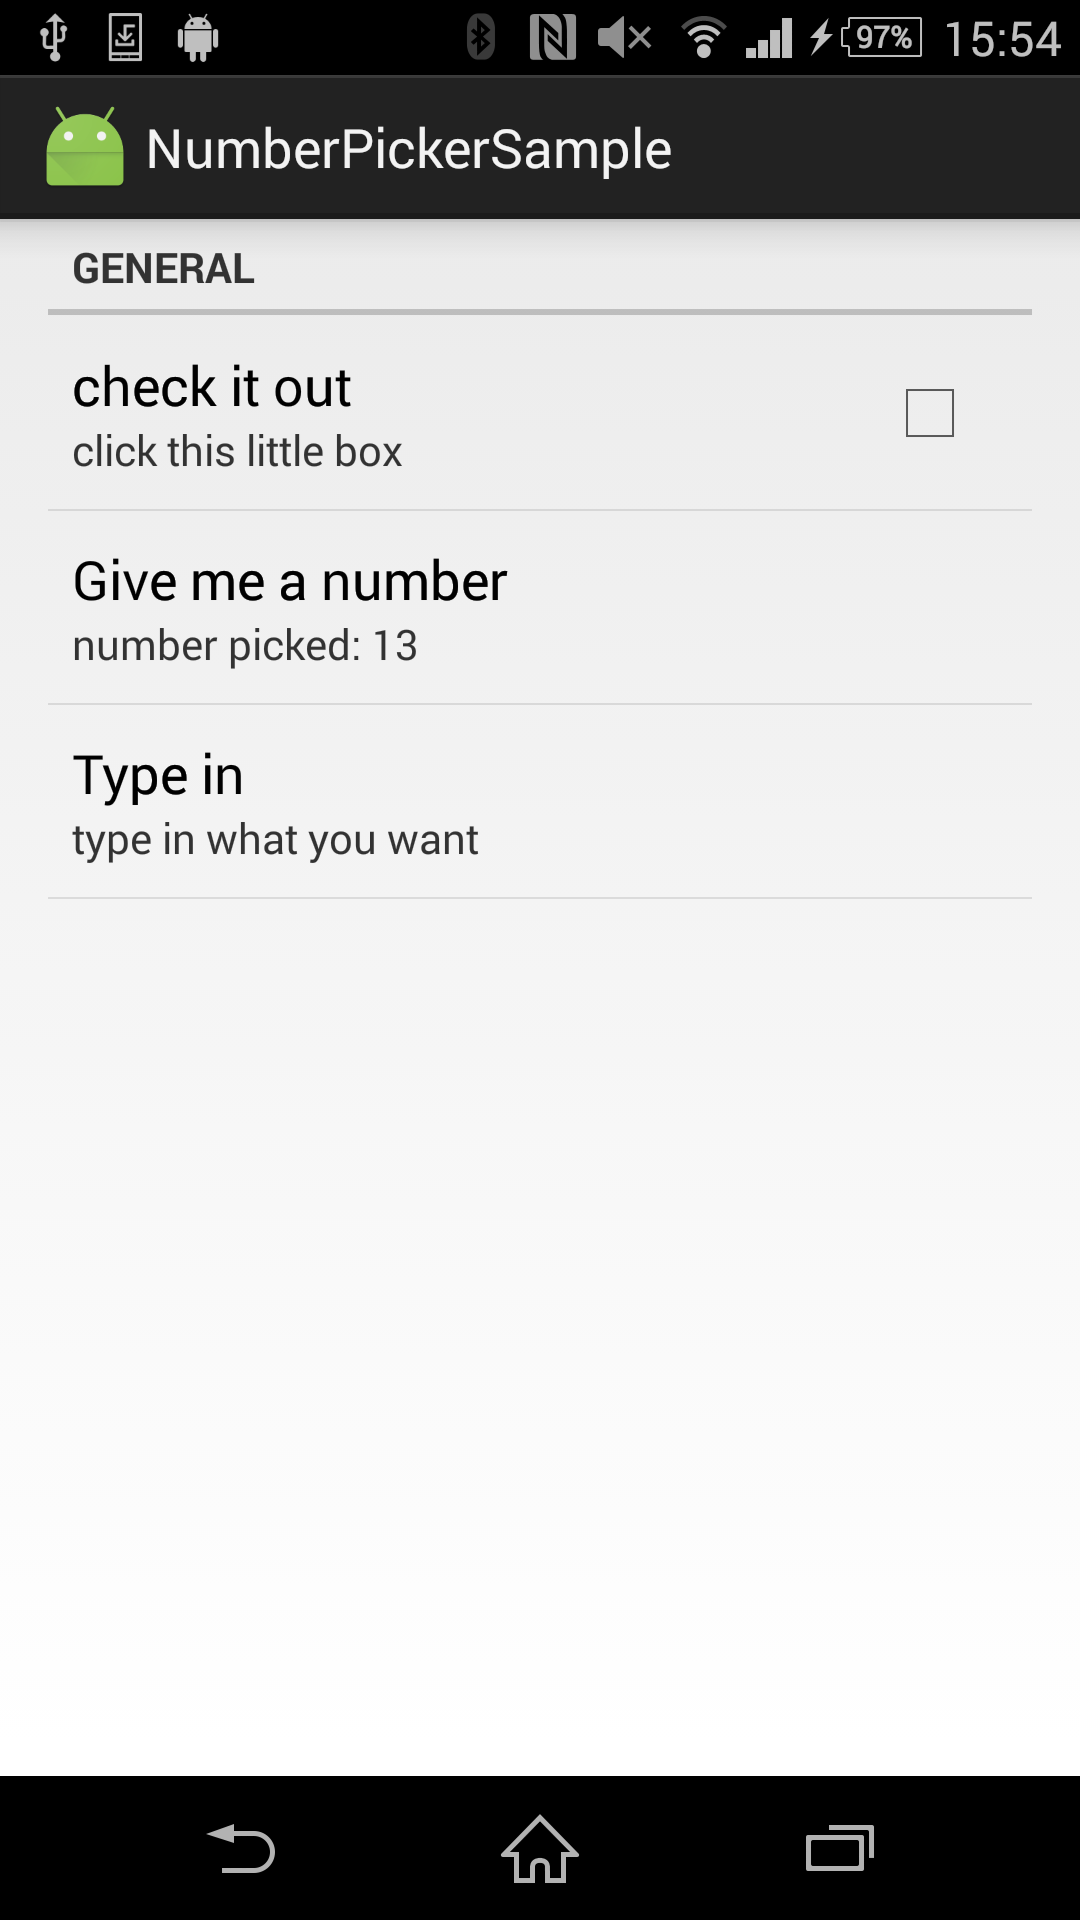 97% 15:54
NumberPickerSample
GENERAL
check it out
click this little box
Give me a number
number picked: 13
Type in
type in what you want